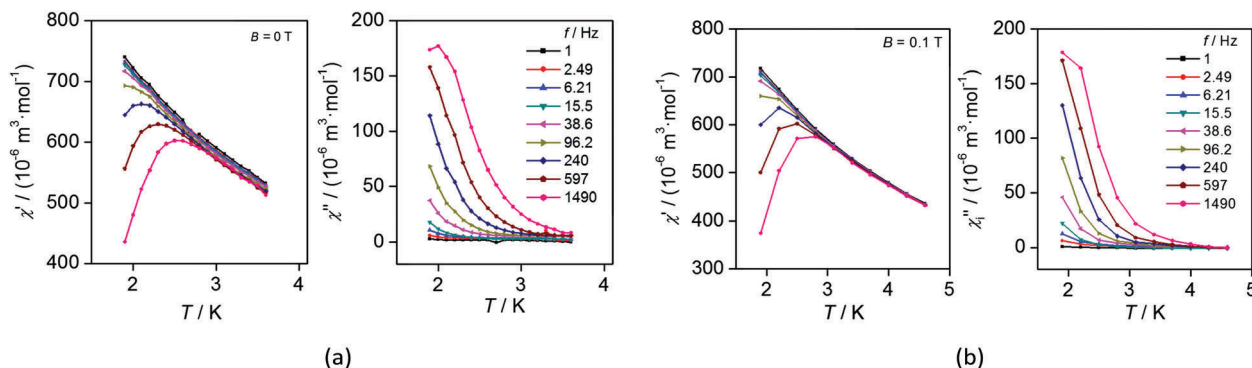 800
700
600
500
400
χ' / (10⁻⁶ m³·mol⁻¹)
B = 0 T
2 3 4
T / K
200
150
100
50
0
χ'' / (10⁻⁶ m³·mol⁻¹)
f / Hz
1
2.49
6.21
15.5
38.6
96.2
240
597
1490
2 3 4
T / K
(a)
800
700
600
500
400
300
χ' / (10⁻⁶ m³·mol⁻¹)
B = 0.1 T
2 3 4 5
T / K
200
150
100
50
0
χᵢ'' / (10⁻⁶ m³·mol⁻¹)
f / Hz
1
2.49
6.21
15.5
38.6
96.2
240
597
1490
2 3 4 5
T / K
(b)